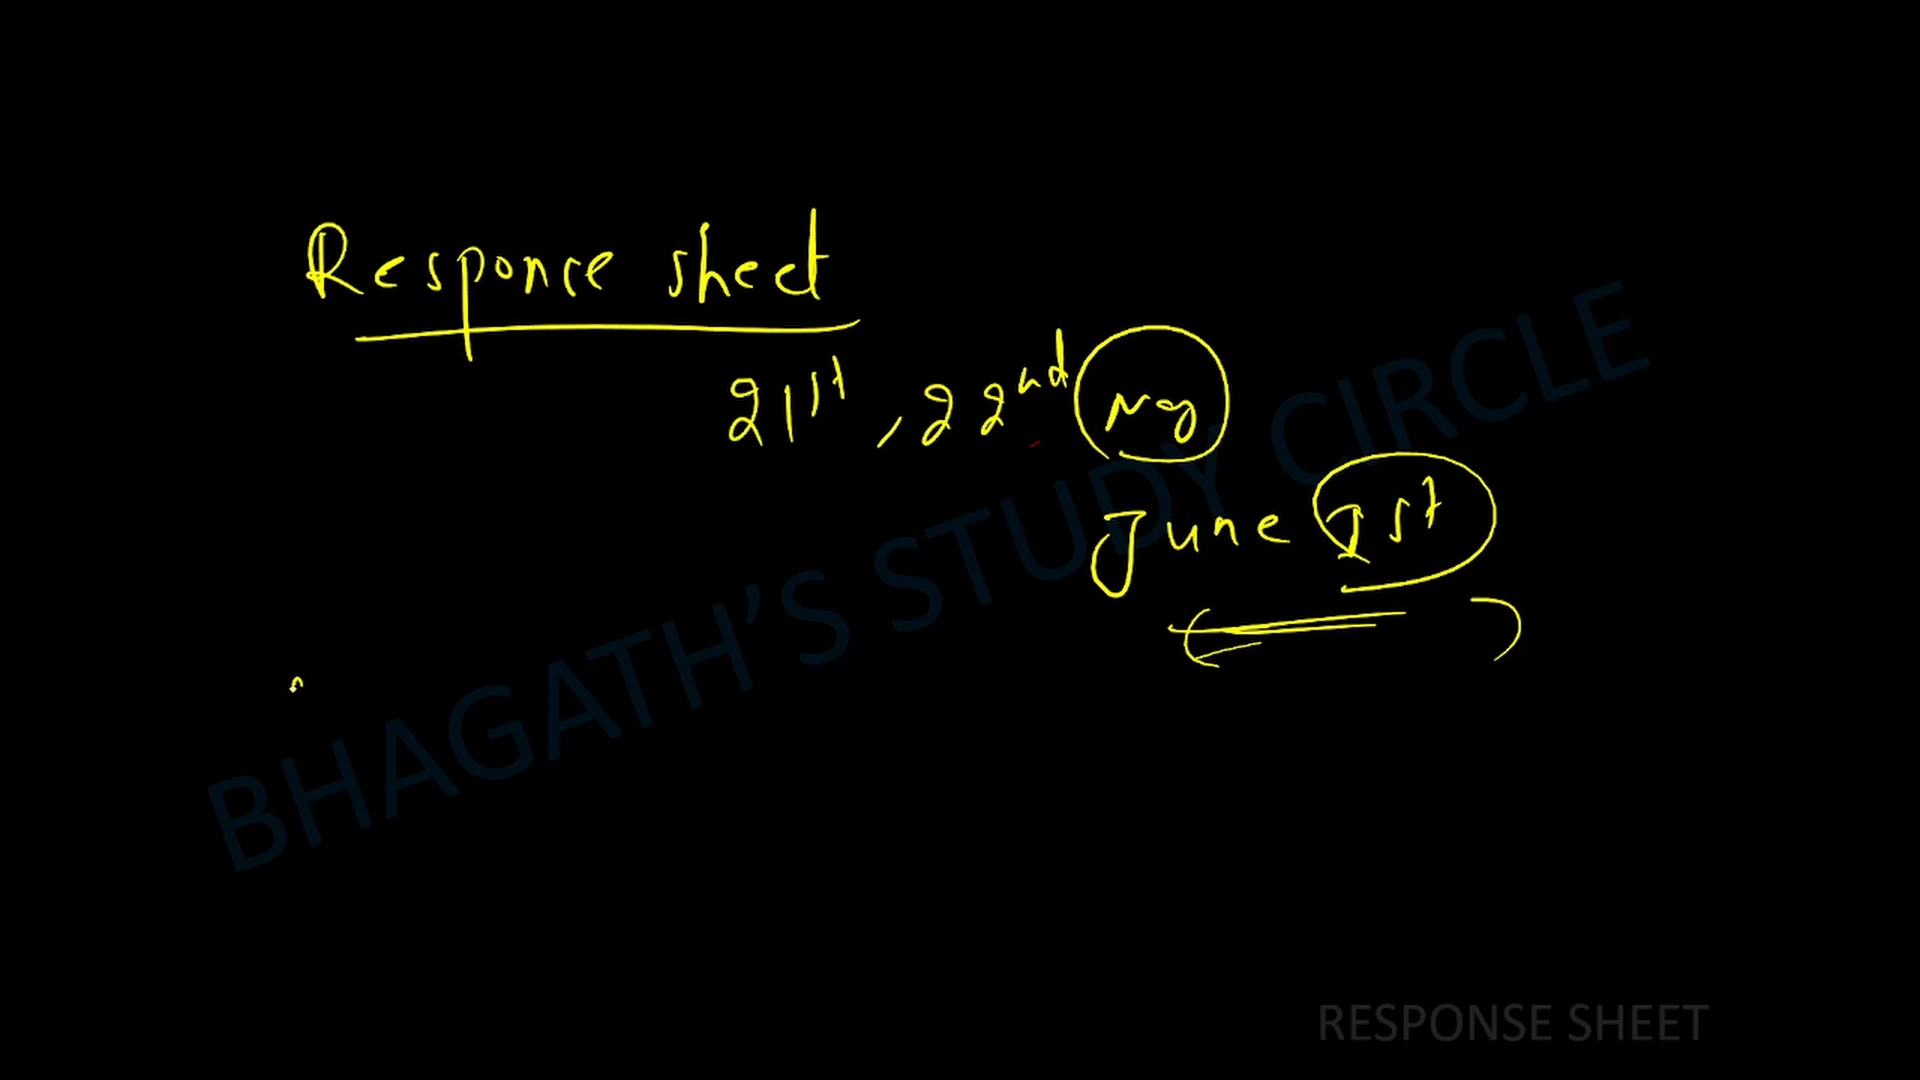 Responce sheet
21st, 22nd May
June 1st
BHAGATH'S STUDY CIRCLE
RESPONSE SHEET